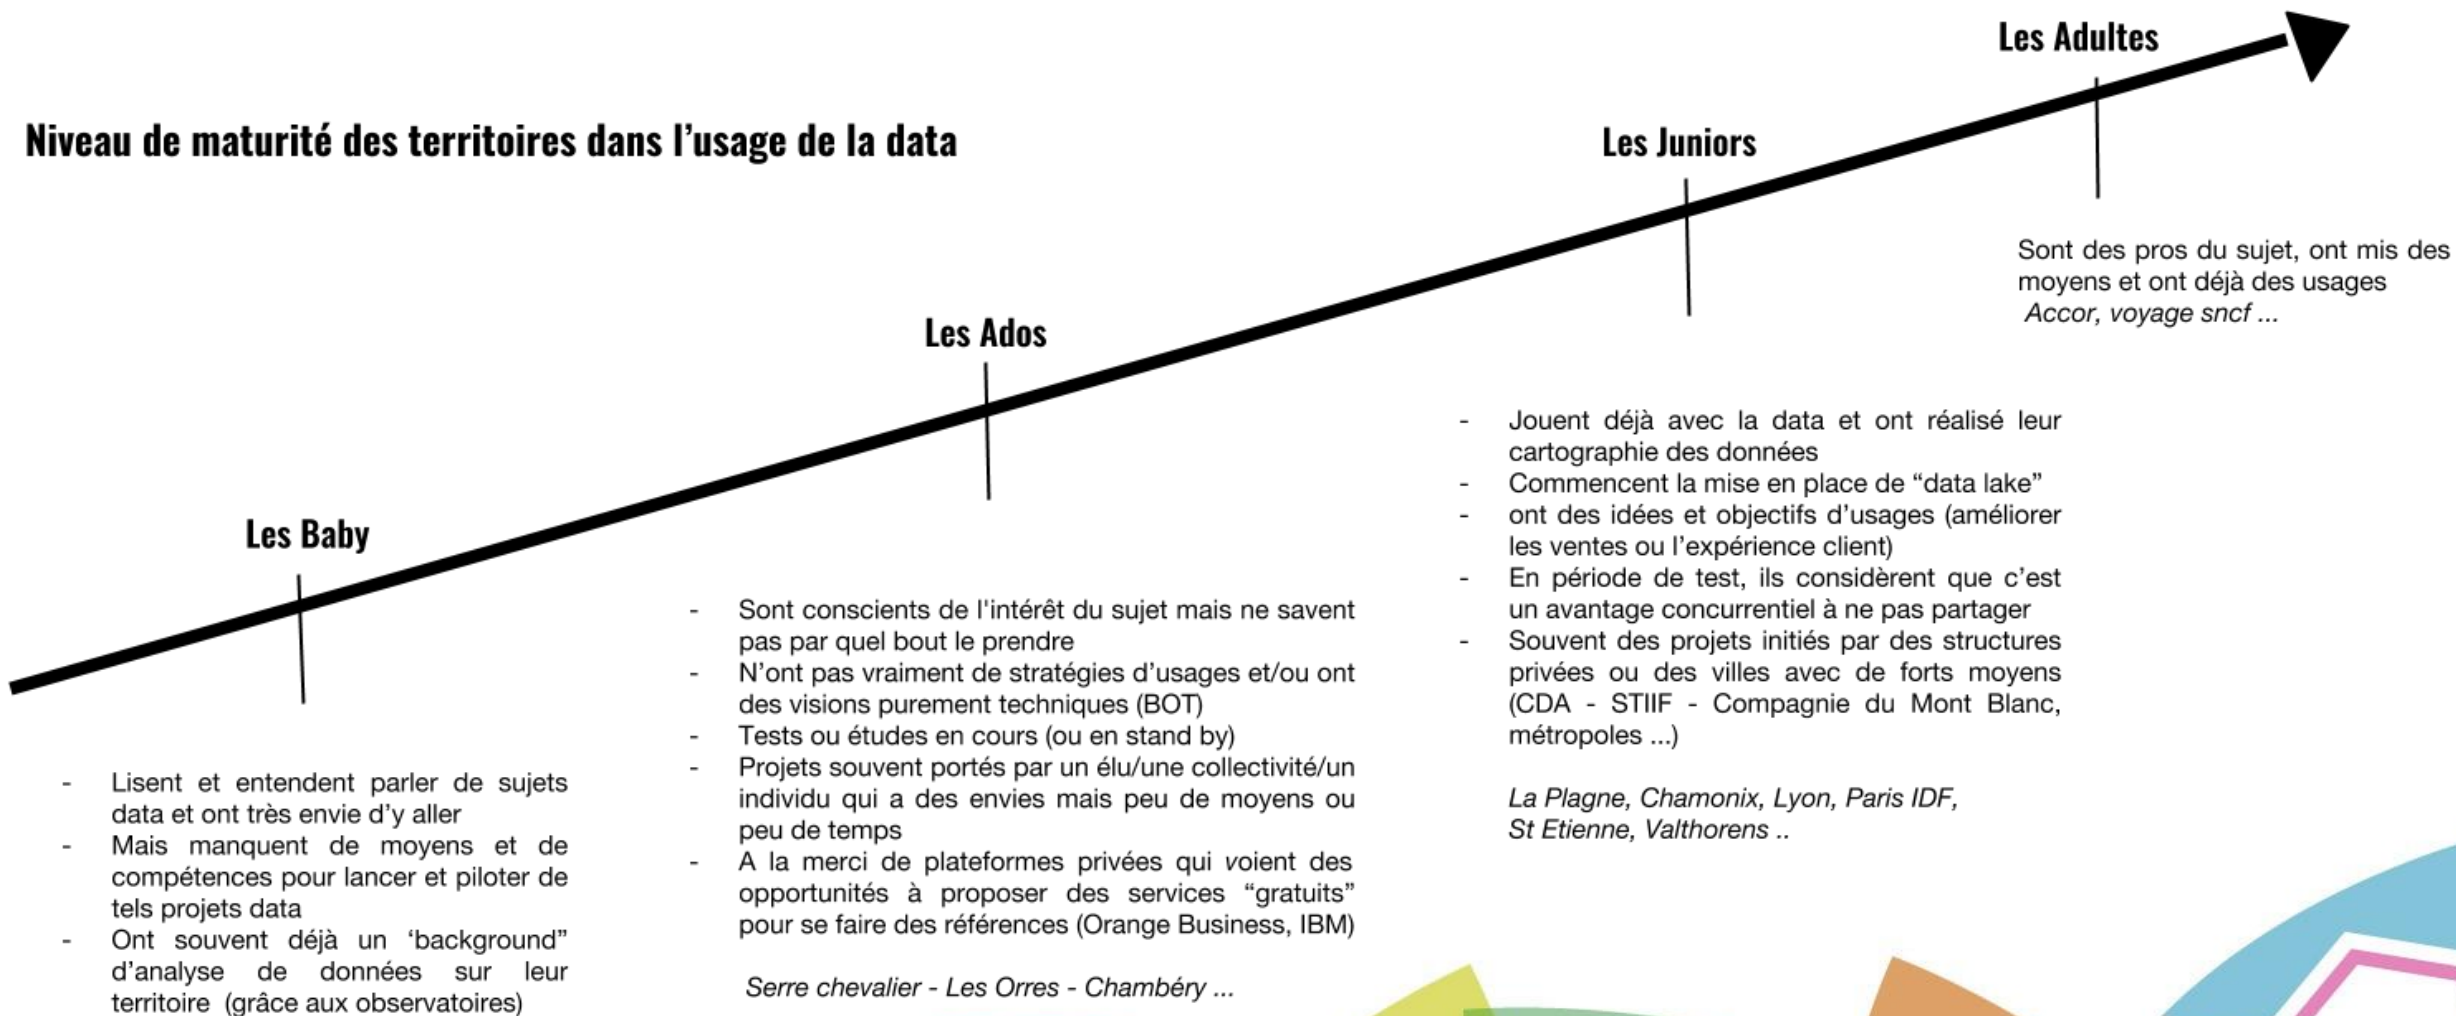 Niveau de maturité des territoires dans l'usage de la data
Les Baby
- Lisent et entendent parler de sujets
data et ont très envie d'y aller
- Mais manquent de moyens et de
compétences pour lancer et piloter de
tels projets data
- Ont souvent déjà un ‘background”
d'analyse de données sur leur
territoire (grâce aux observatoires)
Les Ados
- Sont conscients de l'intérêt du sujet mais ne savent
pas par quel bout le prendre
- N'ont pas vraiment de stratégies d'usages et/ou ont
des visions purement techniques (BOT)
- Tests ou études en cours (ou en stand by)
- Projets souvent portés par un élu/une collectivité/un
individu qui a des envies mais peu de moyens ou
peu de temps
- A la merci de plateformes privées qui voient des
opportunités à proposer des services “gratuits”
pour se faire des références (Orange Business, IBM)
Serre chevalier - Les Orres - Chambéry ...
Les Juniors
- Jouent déjà avec la data et ont réalisé leur
cartographie des données
- Commencent la mise en place de “data lake”
- ont des idées et objectifs d'usages (améliorer
les ventes ou l'expérience client)
- En période de test, ils considèrent que c'est
un avantage concurrentiel à ne pas partager
- Souvent des projets initiés par des structures
privées ou des villes avec de forts moyens
(CDA - STIIF - Compagnie du Mont Blanc,
métropoles ...)
La Plagne, Chamonix, Lyon, Paris IDF,
St Etienne, Valthorens ..
Les Adultes
Sont des pros du sujet, ont mis des
moyens et ont déjà des usages
Accor, voyage sncf ...